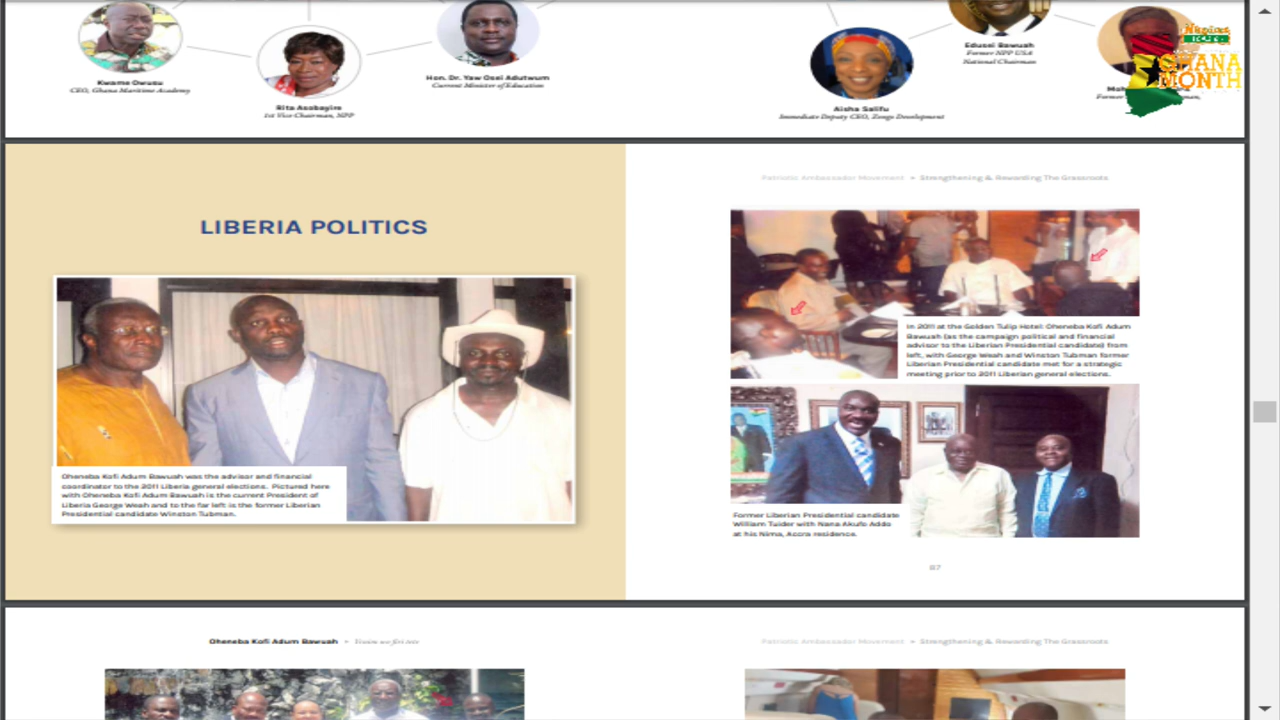 Kwame Owusu
CEO, Ghana Maritime Academy
Rita Asobayire
1st Vice Chairman, NPP
Hon. Dr. Yaw Osei Adutwum
Current Minister of Education
Aisha Salifu
Immediate Deputy CEO, Zongo Development
Edusei Bawuah
Former NPP USA
National Chairman
GHANA
MONTH
LIBERIA POLITICS
Oheneba Kofi Adum Bawuah was the advisor and financial
coordinator to the 2011 Liberia general elections. Pictured here
with Oheneba Kofi Adum Bawuah is the current President of
Liberia George Weah and to the far left is the former Liberian
Presidential candidate Winston Tubman.
Patriotic Ambassador Movement • Strengthening & Rewarding The Grassroots
In 2011 at the Golden Tulip Hotel: Oheneba Kofi Adum
Bawuah (as the campaign political and financial
advisor to the Liberian Presidential candidate) from
left, with George Weah and Winston Tubman former
Liberian Presidential candidate met for a strategic
meeting prior to 2011 Liberian general elections.
Former Liberian Presidential candidate
William Tuider with Nana Akufo Addo
at his Nima, Accra residence.
87
Oheneba Kofi Adum Bawuah •
Patriotic Ambassador Movement • Strengthening & Rewarding The Grassroots